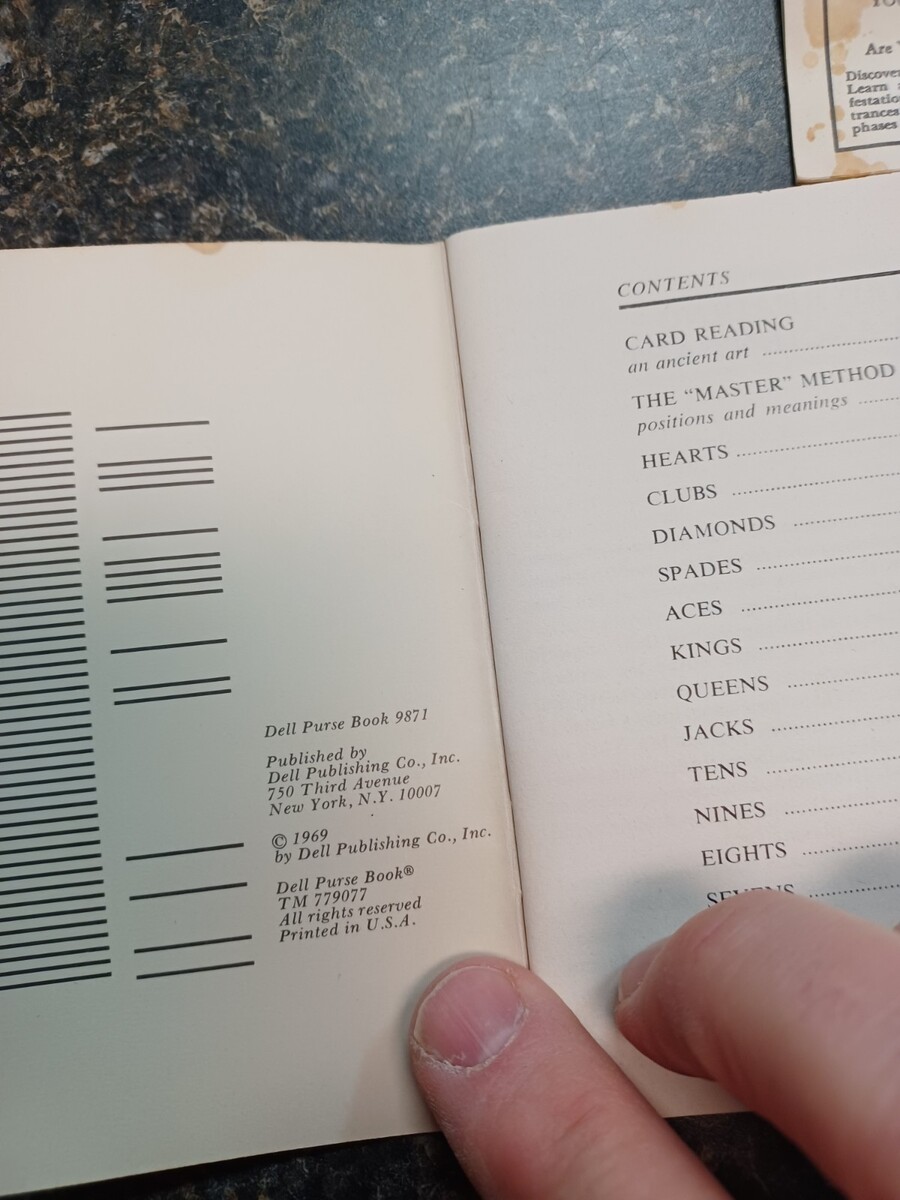 Are
Discover
Learn
trances
phases
Dell Purse Book 9871
Published by
Dell Publishing Co., Inc.
750 Third Avenue
New York, N.Y. 10007
© 1969
by Dell Publishing Co., Inc.
Dell Purse Book®
TM 779077
All rights reserved
Printed in U.S.A.
CONTENTS
CARD READING
an ancient art
THE “MASTER” METHOD
positions and meanings
HEARTS
CLUBS
DIAMONDS
SPADES
ACES
KINGS
QUEENS
JACKS
TENS
NINES
EIGHTS
SEVENS